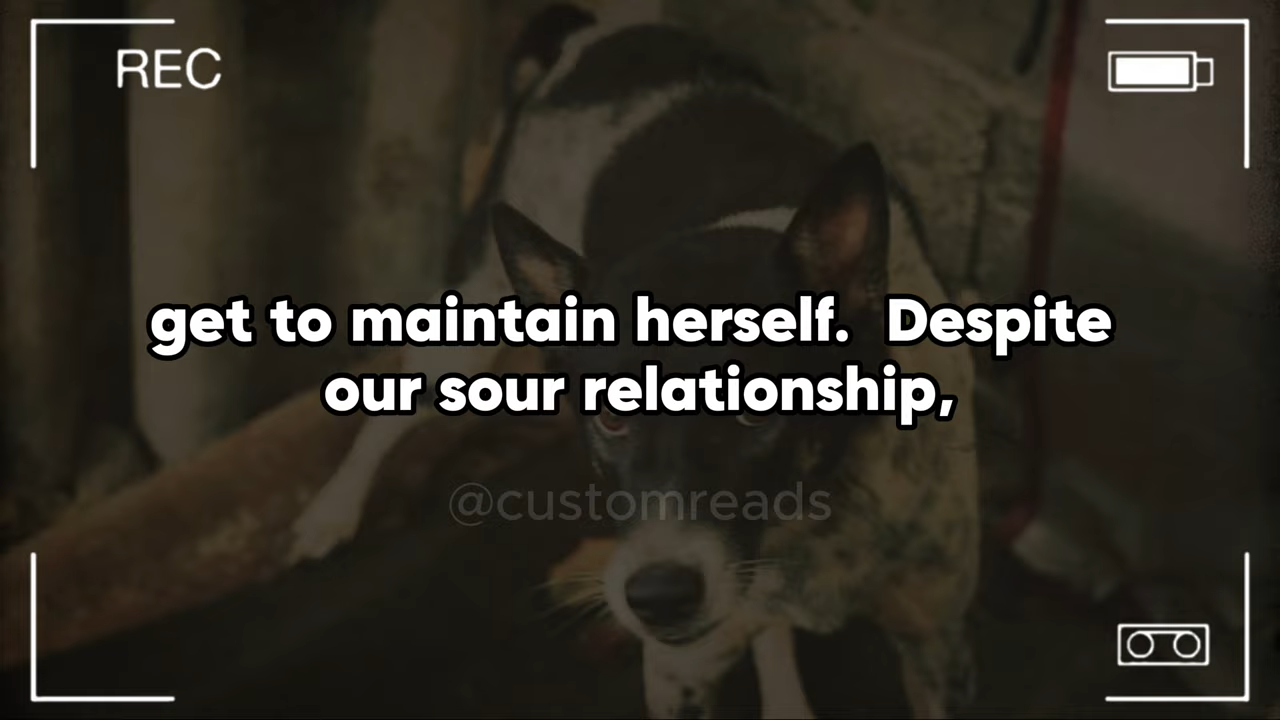 REC
get to maintain herself.  Despite
our sour relationship,
@customreads